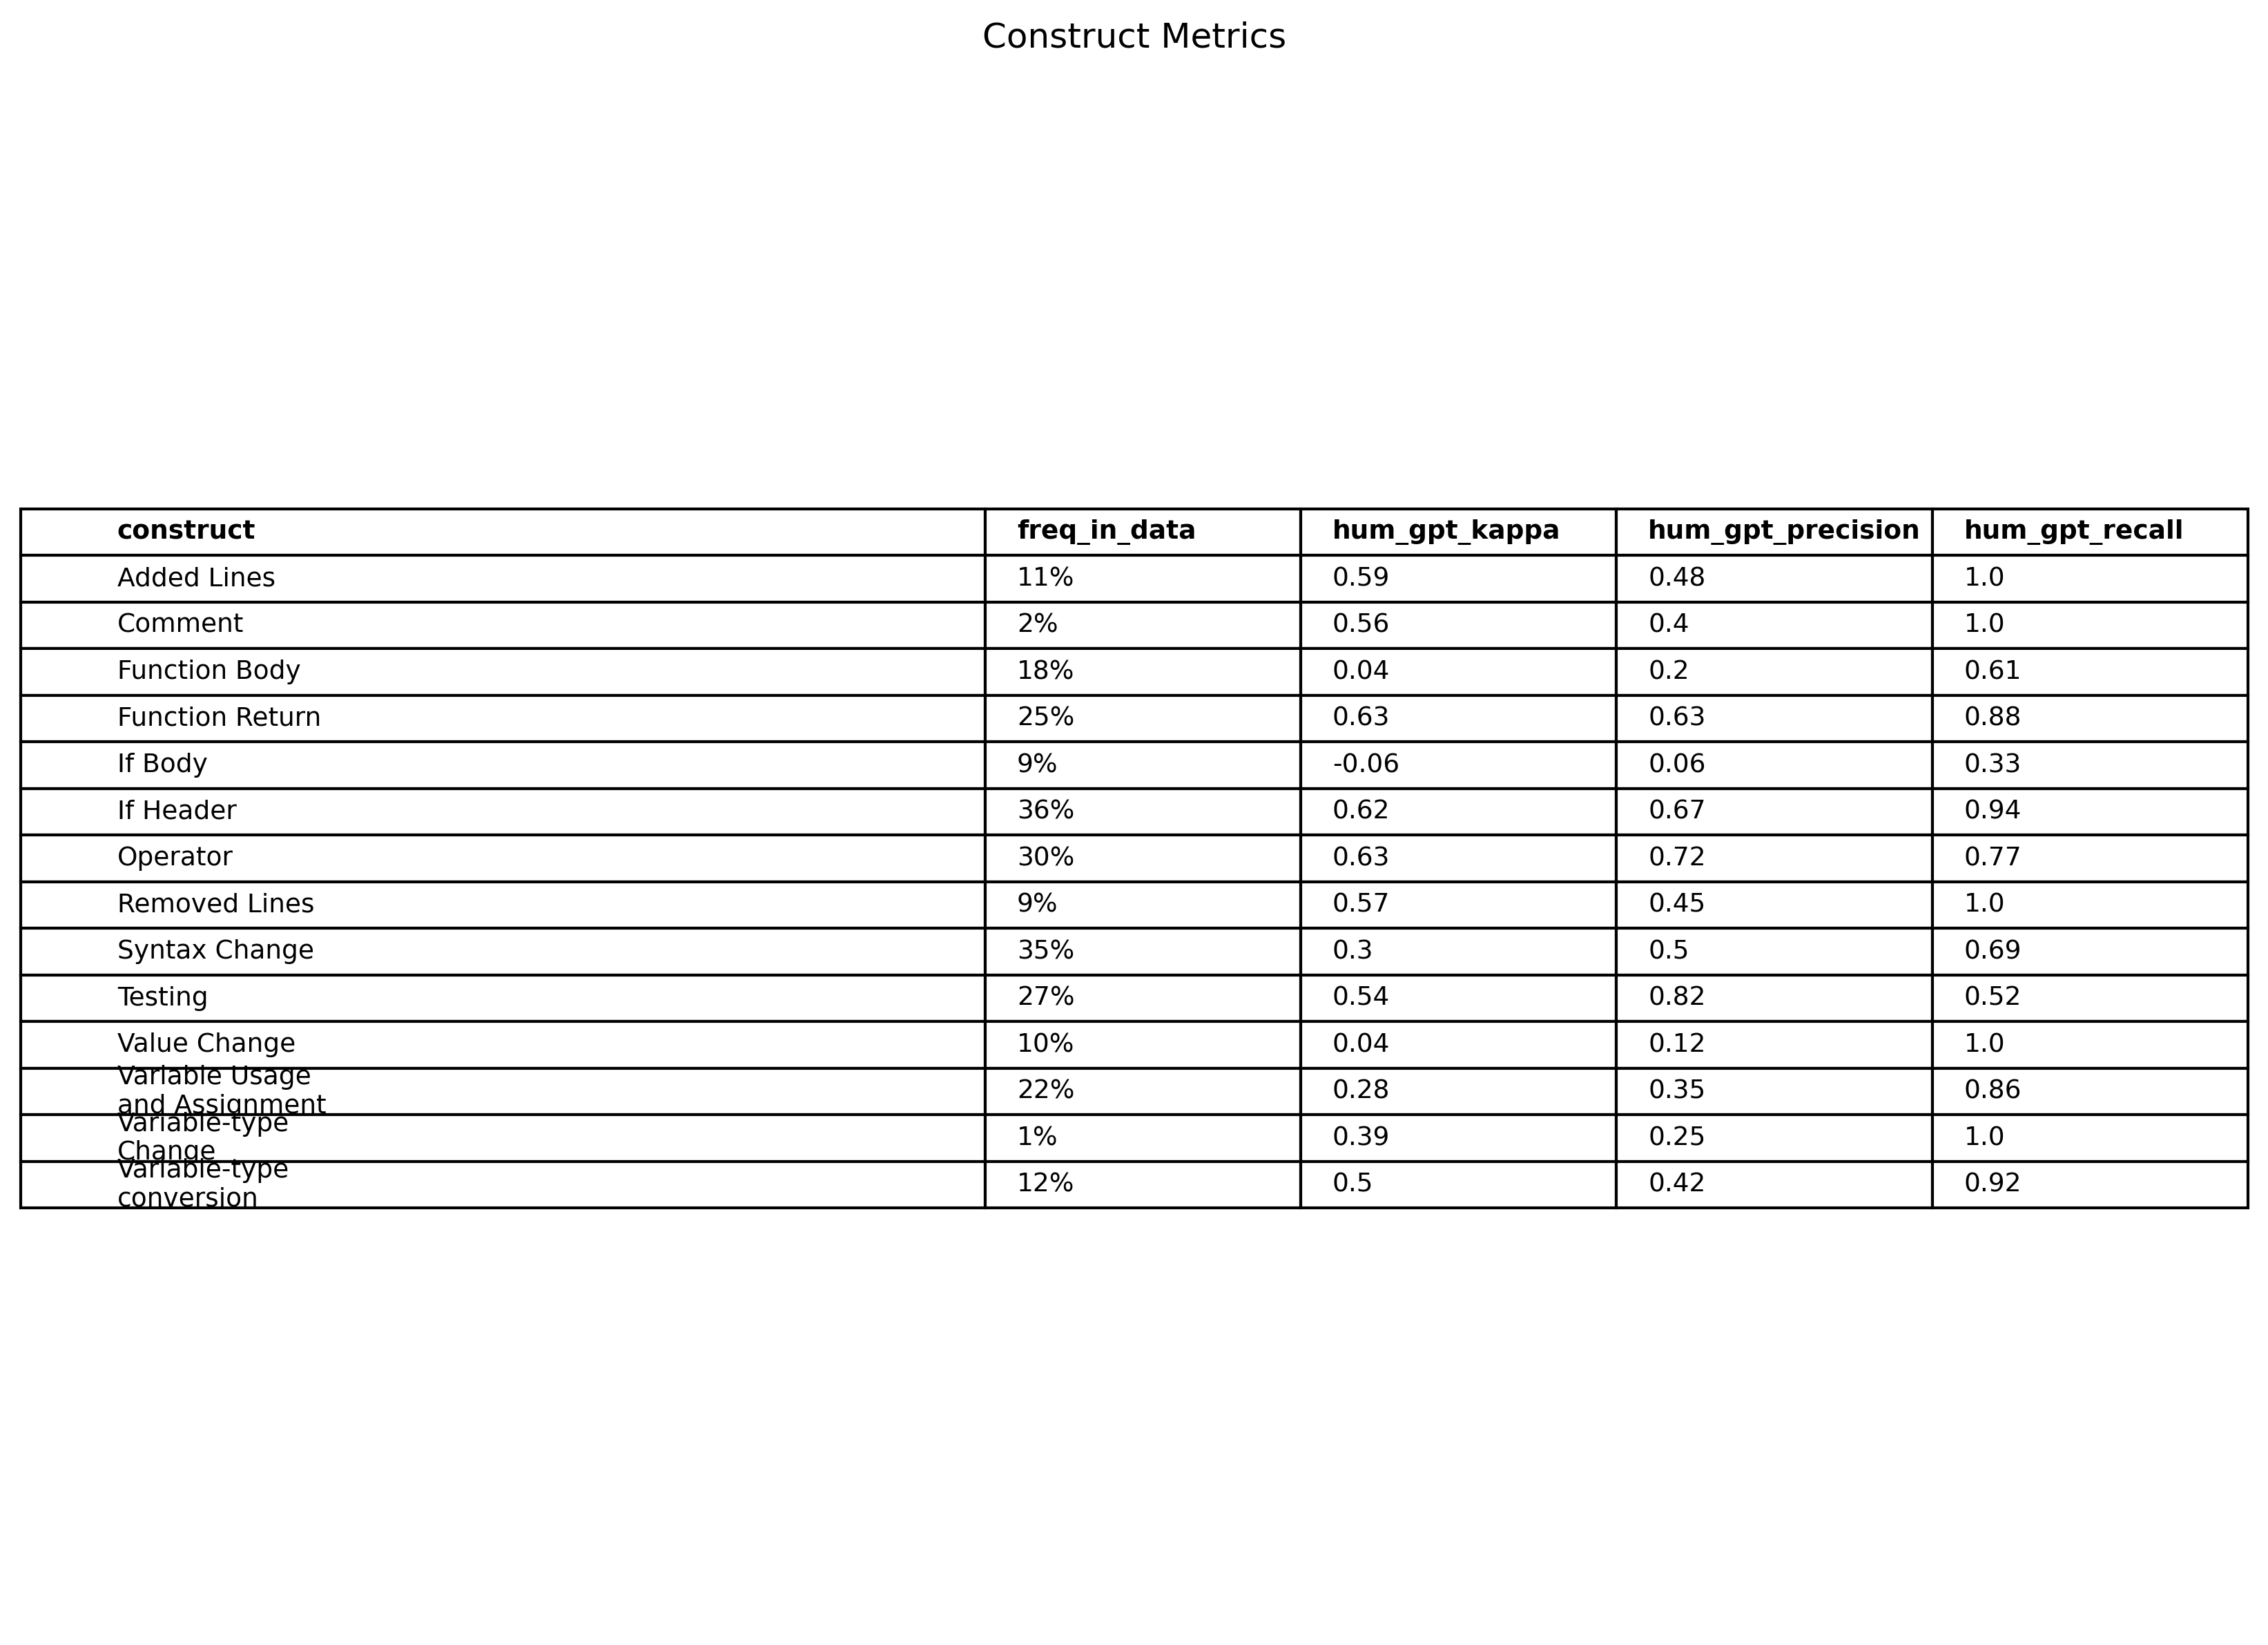 Construct Metrics
construct freq_in_data hum_gpt_kappa hum_gpt_precision hum_gpt_recall
Added Lines 11% 0.59 0.48 1.0
Comment 2% 0.56 0.4 1.0
Function Body 18% 0.04 0.2 0.61
Function Return 25% 0.63 0.63 0.88
If Body 9% -0.06 0.06 0.33
If Header 36% 0.62 0.67 0.94
Operator 30% 0.63 0.72 0.77
Removed Lines 9% 0.57 0.45 1.0
Syntax Change 35% 0.3 0.5 0.69
Testing 27% 0.54 0.82 0.52
Value Change 10% 0.04 0.12 1.0
Variable Usage
and Assignment 22% 0.28 0.35 0.86
Variable-type
Change 1% 0.39 0.25 1.0
Variable-type
conversion 12% 0.5 0.42 0.92